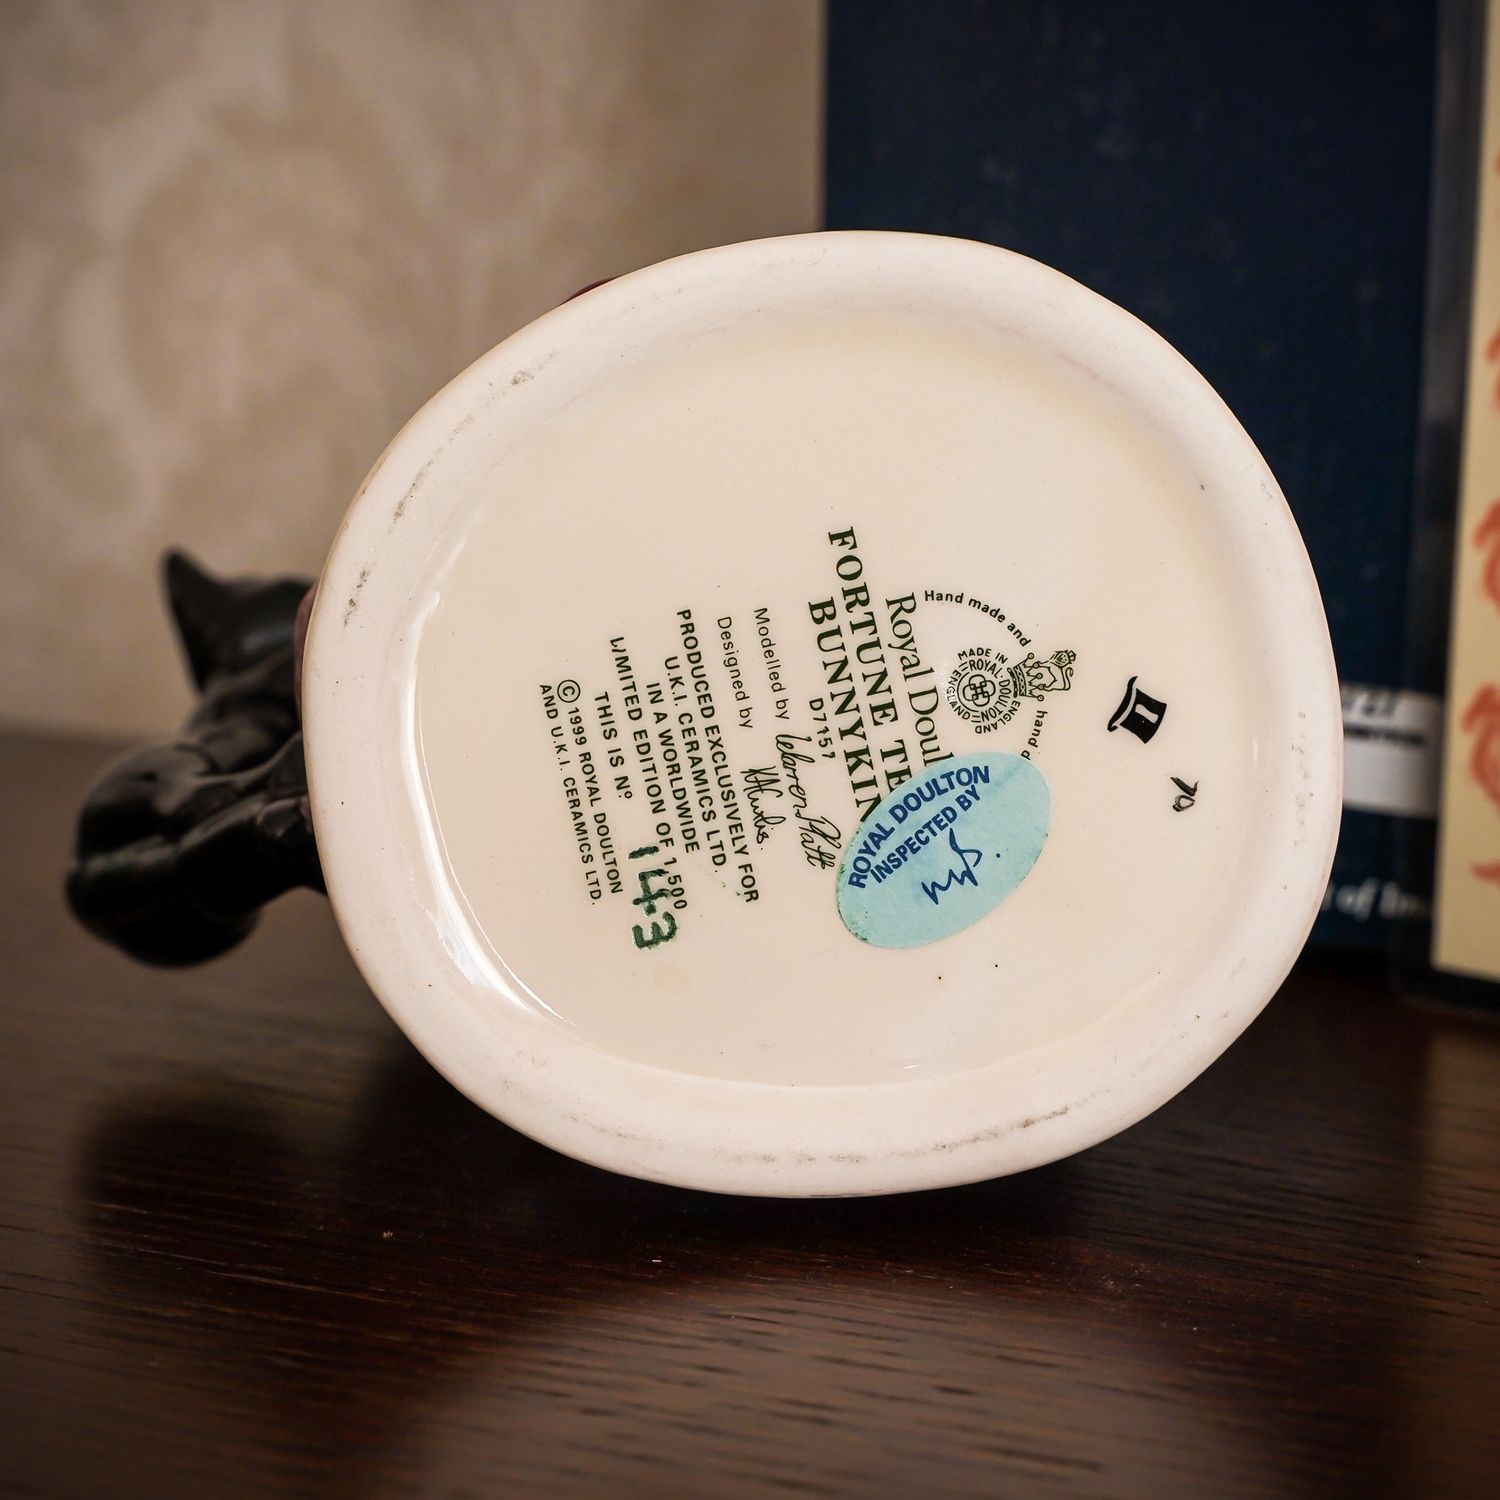 Hand made and
hand d
MADE IN
ENGLAND
ROYAL·DOULTON
ENGLAND
Royal Doul
FORTUNE TE
BUNNYKIN
D7157
Modelled by Warren Platt
Designed by
PRODUCED EXCLUSIVELY FOR
U.K.I. CERAMICS LTD.
IN A WORLDWIDE
LIMITED EDITION OF 1,500
THIS IS Nº 143
© 1999 ROYAL DOULTON
AND U.K.I. CERAMICS LTD.
ROYAL DOULTON
INSPECTED BY